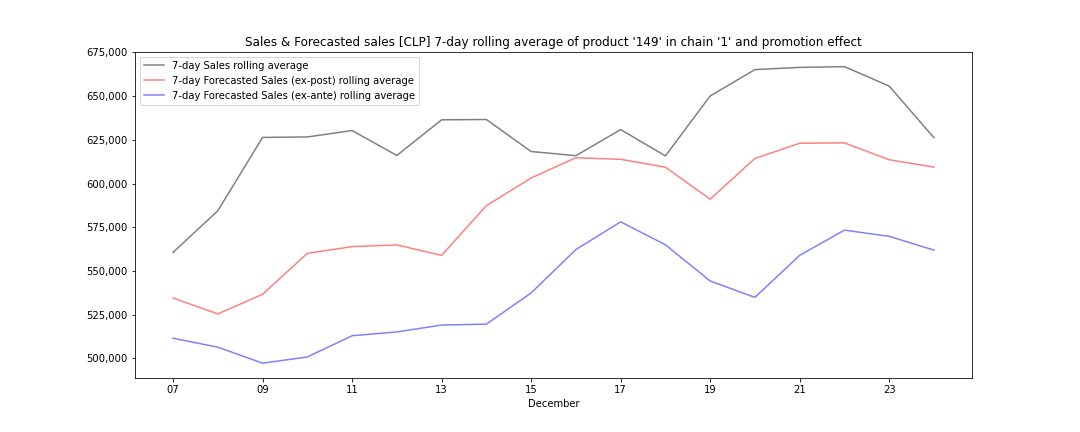 Sales & Forecasted sales [CLP] 7-day rolling average of product '149' in chain '1' and promotion effect
675,000
650,000
625,000
600,000
575,000
550,000
525,000
500,000
7-day Sales rolling average
7-day Forecasted Sales (ex-post) rolling average
7-day Forecasted Sales (ex-ante) rolling average
07 09 11 13 15 17 19 21 23
December